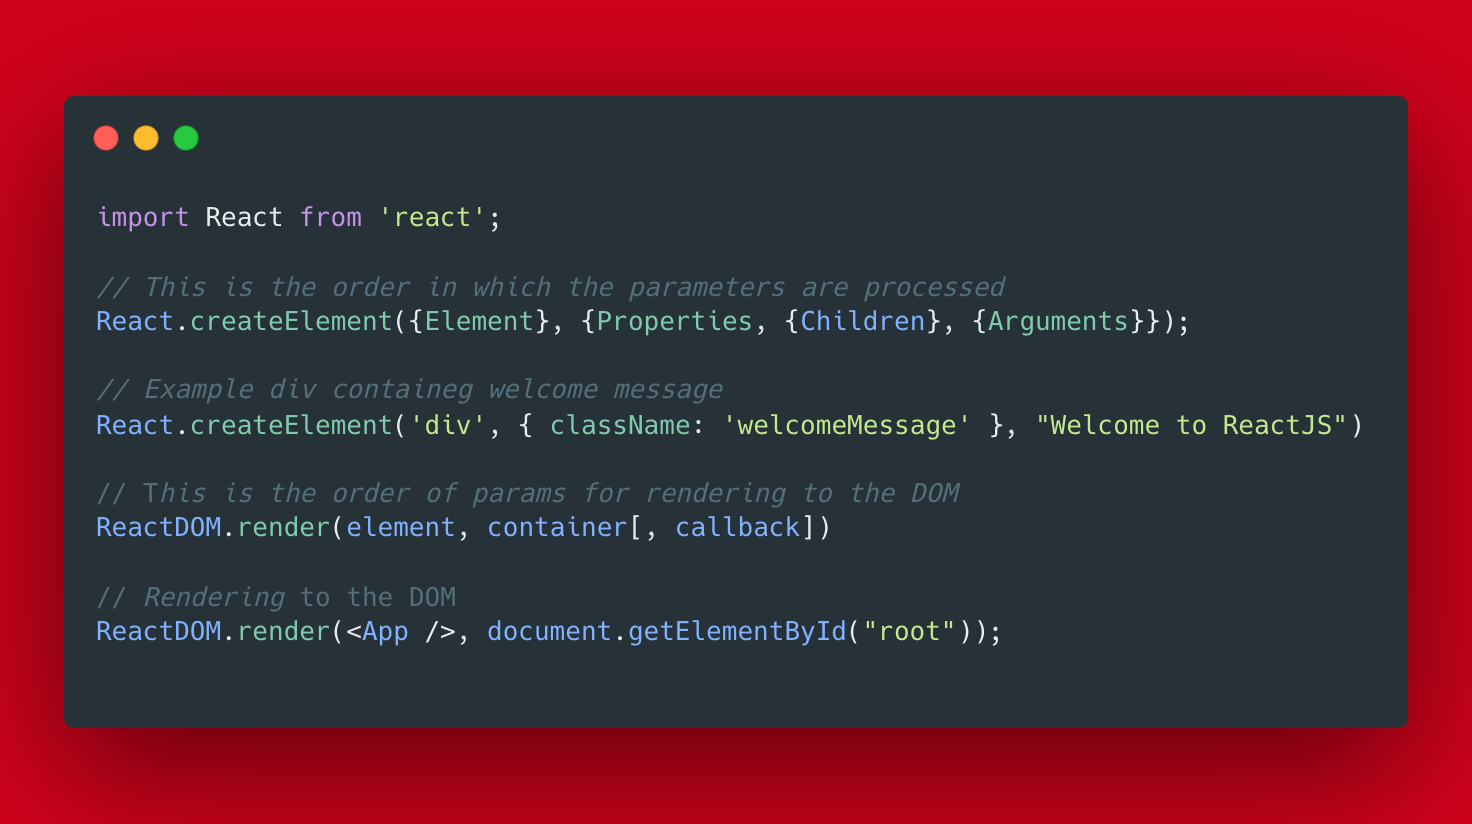 import React from 'react';
// This is the order in which the parameters are processed
React.createElement({Element}, {Properties, {Children}, {Arguments}});
// Example div containeg welcome message
React.createElement('div', { className: 'welcomeMessage' }, "Welcome to ReactJS")
// This is the order of params for rendering to the DOM
ReactDOM.render(element, container[, callback])
// Rendering to the DOM
ReactDOM.render(<App />, document.getElementById("root"));